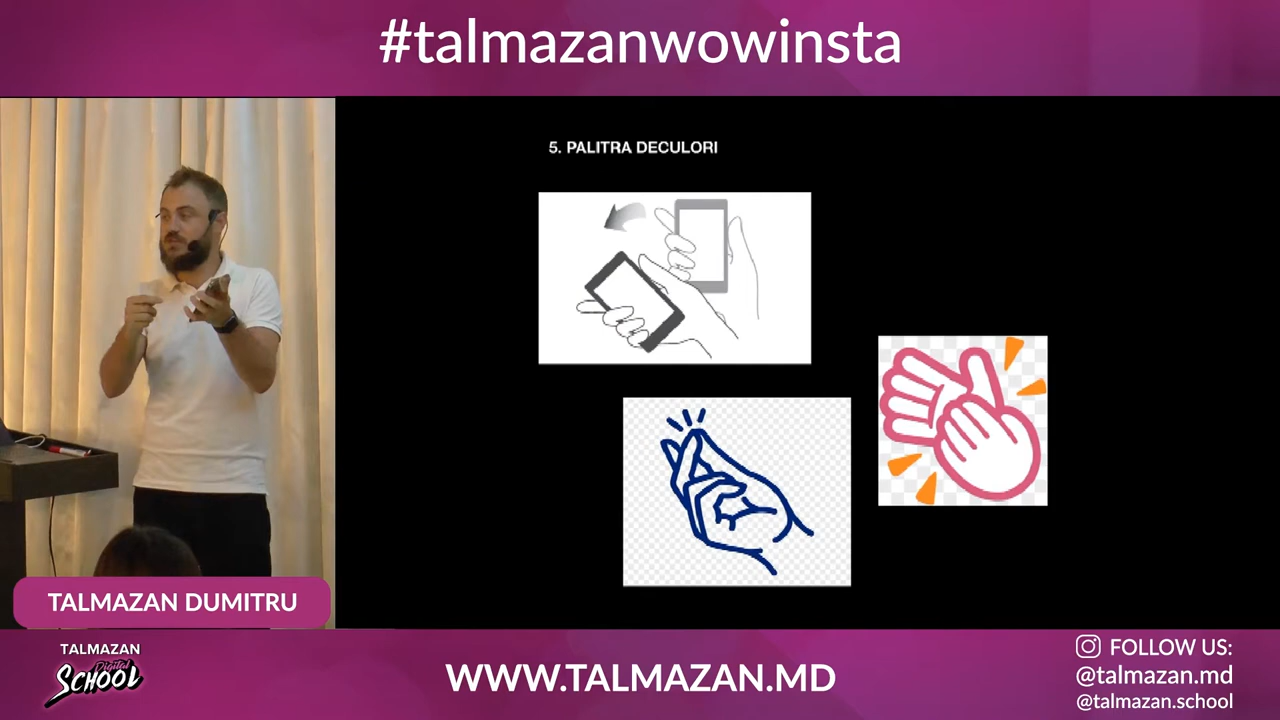 #talmazanwowinsta
5. PALITRA DECULORI
TALMAZAN DUMITRU
TALMAZAN
Digital
SCHOOL
WWW.TALMAZAN.MD
FOLLOW US:
@talmazan.md
@talmazan.school